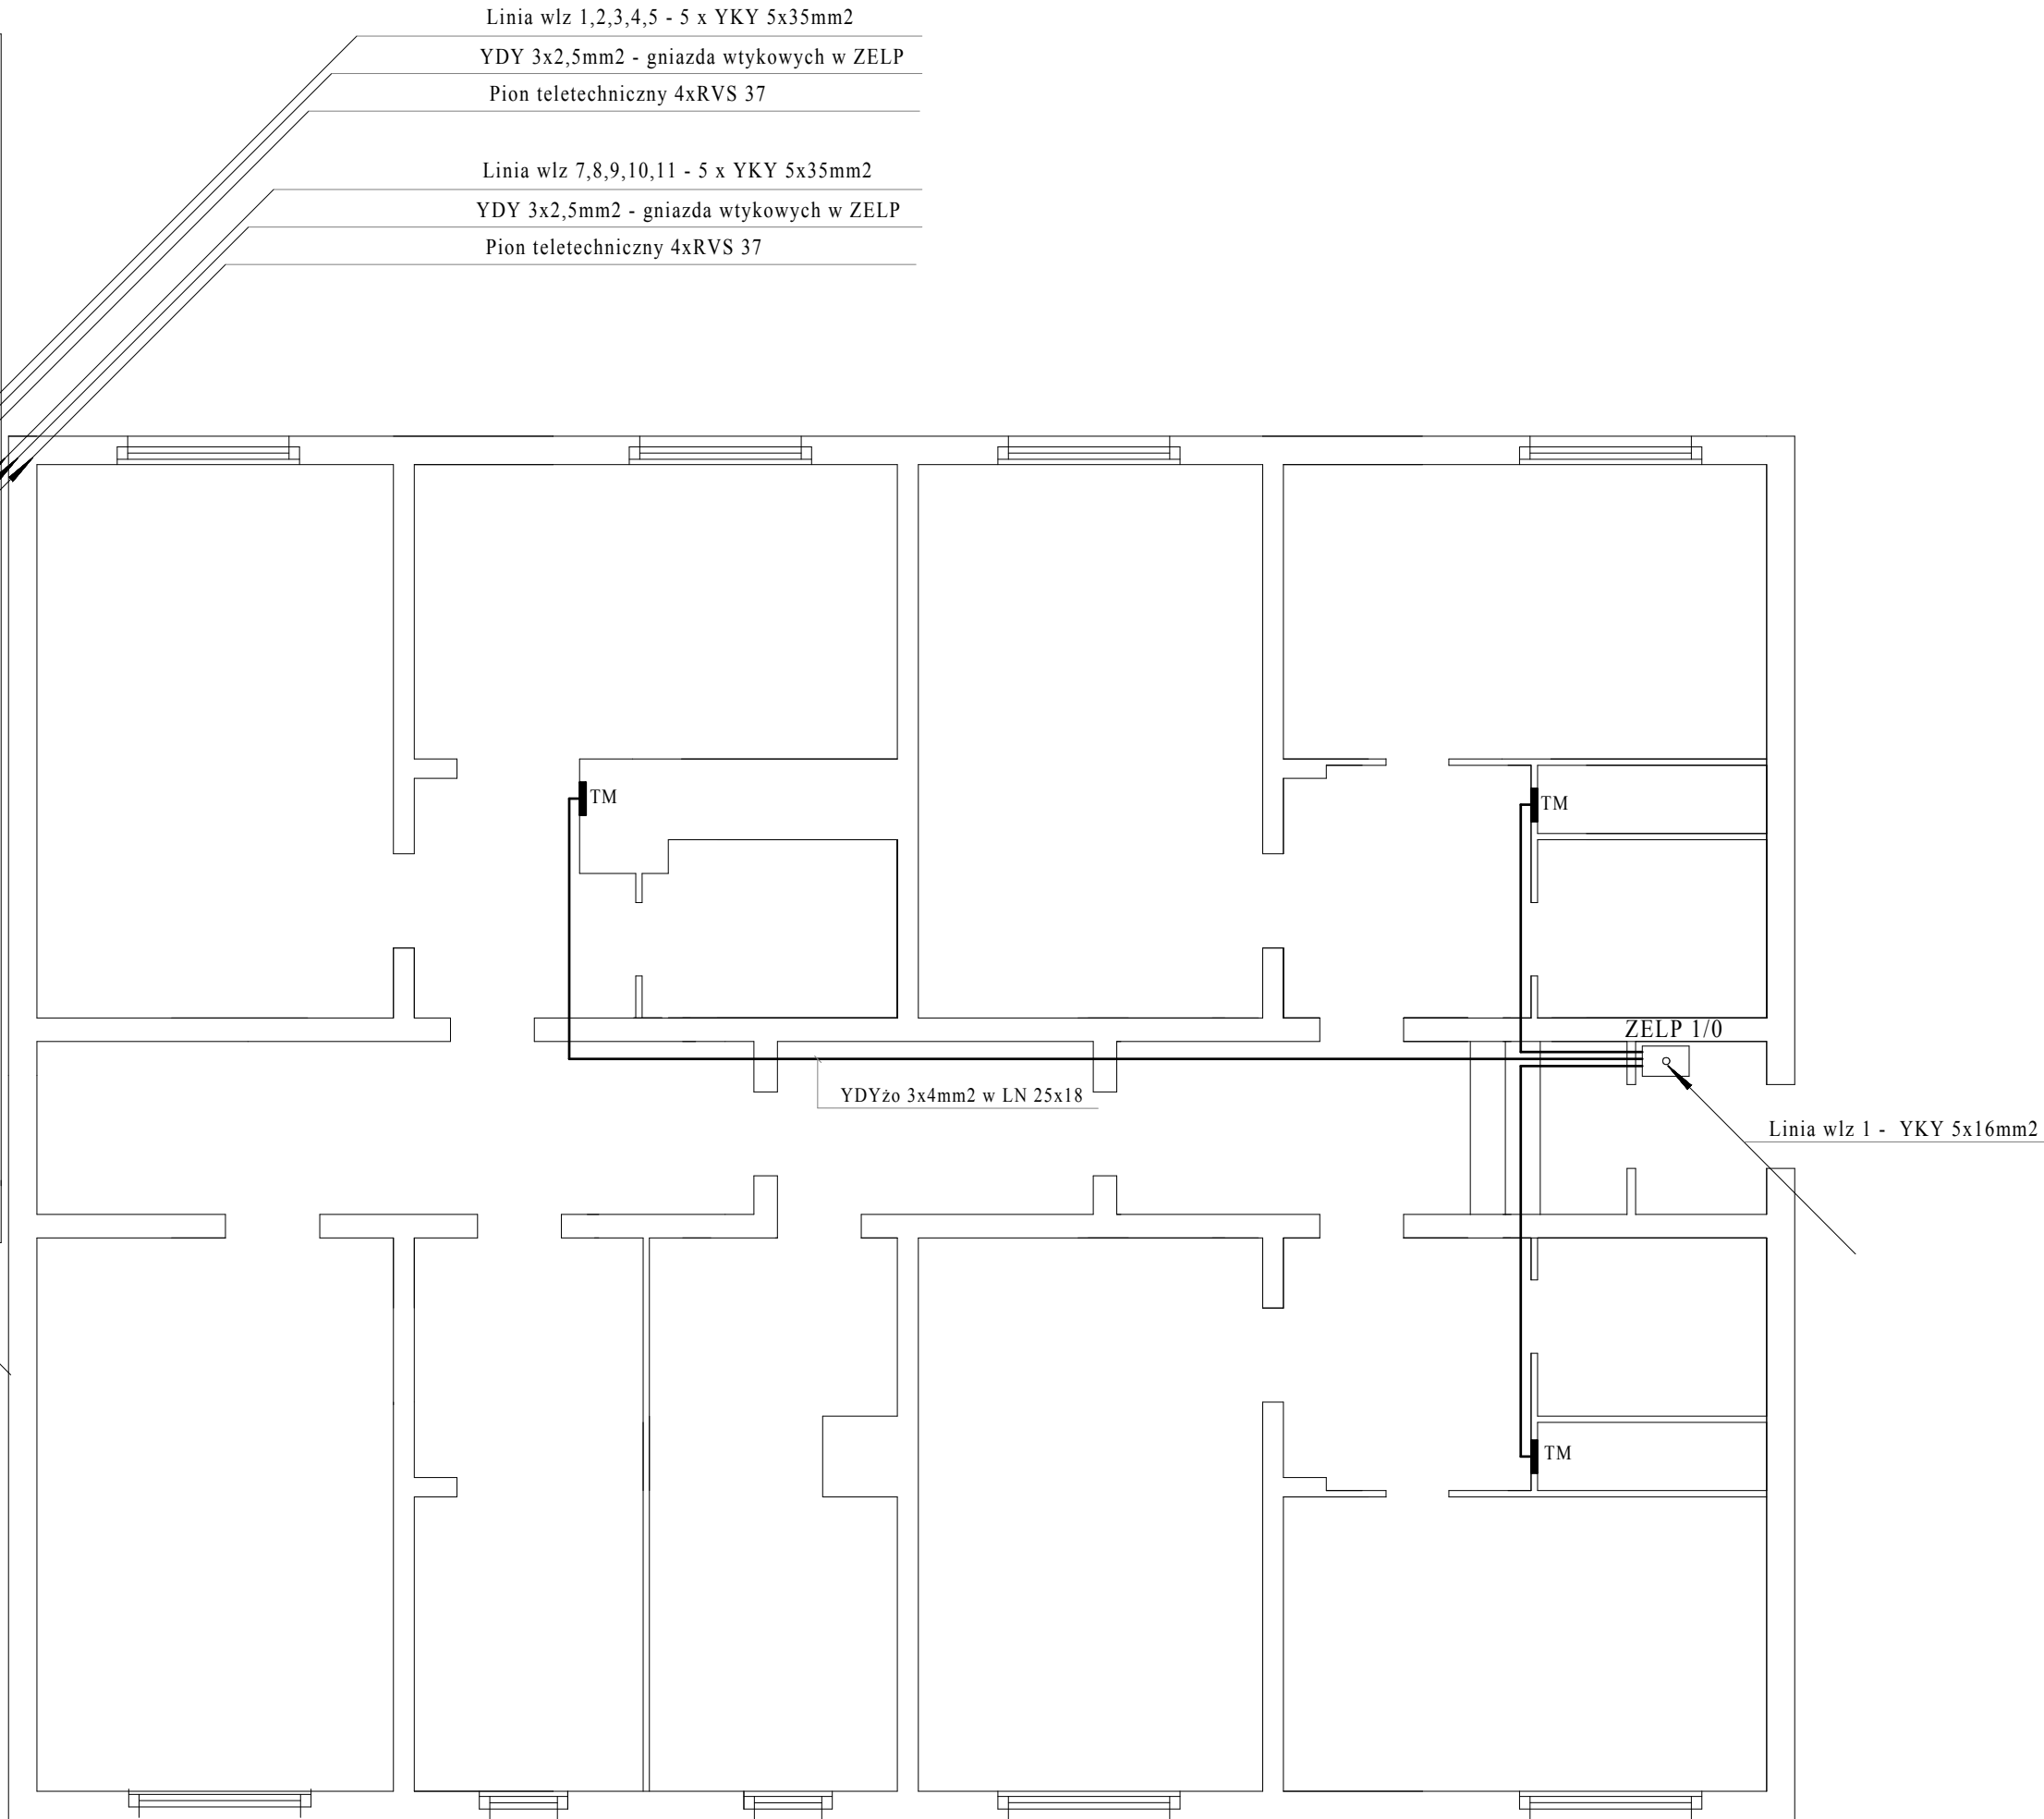 Linia wlz 1,2,3,4,5 - 5 x YKY 5x35mm2
YDY 3x2,5mm2 - gniazda wtykowych w ZELP
Pion teletechniczny 4xRVS 37
Linia wlz 7,8,9,10,11 - 5 x YKY 5x35mm2
YDY 3x2,5mm2 - gniazda wtykowych w ZELP
Pion teletechniczny 4xRVS 37
TM
TM
ZELP 1/0
YDYżo 3x4mm2 w LN 25x18
Linia wlz 1 - YKY 5x16mm2
TM